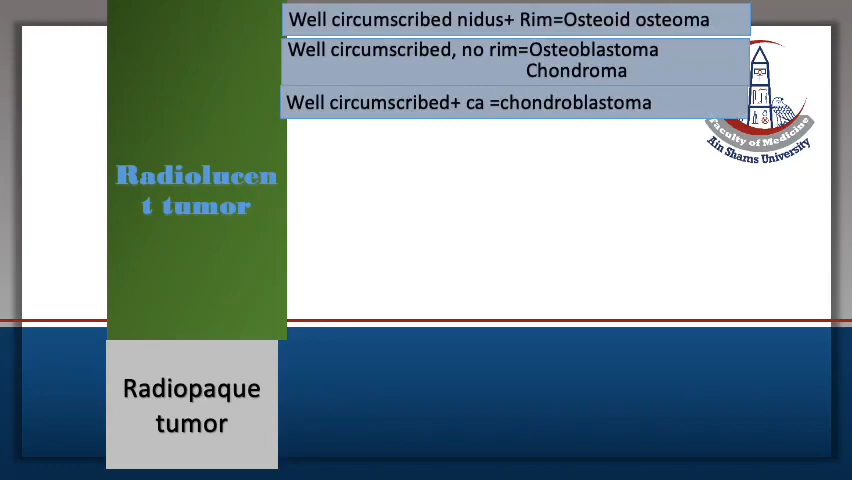 Well circumscribed nidus+ Rim=Osteoid osteoma
Well circumscribed, no rim=Osteoblastoma
Chondroma
Well circumscribed+ ca =chondroblastoma
Faculty of Medicine
Ain Shams University
Radiolucen
t tumor
Radiopaque
tumor